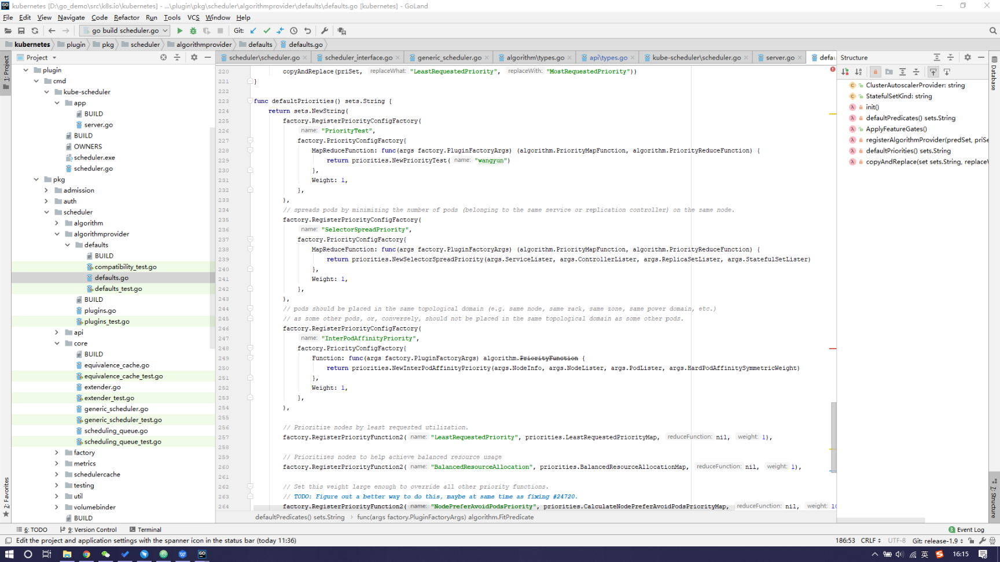 kubernetes [D:\go_demo\src\k8s.io\kubernetes] - ...\plugin\pkg\scheduler\algorithmprovider\defaults\defaults.go [kubernetes] - GoLand
File Edit View Navigate Code Refactor Run Tools VCS Window Help
go build scheduler.go Git:
kubernetes plugin pkg scheduler algorithmprovider defaults defaults.go
1: Project
2: Favorites
Project
plugin
cmd
kube-scheduler
app
BUILD
server.go
BUILD
OWNERS
scheduler.exe
scheduler.go
pkg
admission
auth
scheduler
algorithm
algorithmprovider
defaults
BUILD
compatibility_test.go
defaults.go
defaults_test.go
BUILD
plugins.go
plugins_test.go
api
core
BUILD
equivalence_cache.go
equivalence_cache_test.go
extender.go
extender_test.go
generic_scheduler.go
generic_scheduler_test.go
scheduling_queue.go
scheduling_queue_test.go
factory
metrics
schedulercache
testing
util
volumebinder
BUILD
scheduler\scheduler.go scheduler_interface.go generic_scheduler.go algorithm\types.go api\types.go kube-scheduler\scheduler.go server.go defau
220 copyAndReplace(priSet, replaceWhat: "LeastRequestedPriority", replaceWith: "MostRequestedPriority"))
221 }
222
223 func defaultPriorities() sets.String {
224 return sets.NewString(
225 factory.RegisterPriorityConfigFactory(
226 name: "PriorityTest",
227 factory.PriorityConfigFactory{
228 MapReduceFunction: func(args factory.PluginFactoryArgs) (algorithm.PriorityMapFunction, algorithm.PriorityReduceFunction) {
229 return priorities.NewPriorityTest( name: "wangyun")
230 },
231 Weight: 1,
232 },
233 ),
234 // spreads pods by minimizing the number of pods (belonging to the same service or replication controller) on the same node.
235 factory.RegisterPriorityConfigFactory(
236 name: "SelectorSpreadPriority",
237 factory.PriorityConfigFactory{
238 MapReduceFunction: func(args factory.PluginFactoryArgs) (algorithm.PriorityMapFunction, algorithm.PriorityReduceFunction) {
239 return priorities.NewSelectorSpreadPriority(args.ServiceLister, args.ControllerLister, args.ReplicaSetLister, args.StatefulSetLister)
240 },
241 Weight: 1,
242 },
243 ),
244 // pods should be placed in the same topological domain (e.g. same node, same rack, same zone, same power domain, etc.)
245 // as some other pods, or, conversely, should not be placed in the same topological domain as some other pods.
246 factory.RegisterPriorityConfigFactory(
247 name: "InterPodAffinityPriority",
248 factory.PriorityConfigFactory{
249 Function: func(args factory.PluginFactoryArgs) algorithm.PriorityFunction {
250 return priorities.NewInterPodAffinityPriority(args.NodeInfo, args.NodeLister, args.PodLister, args.HardPodAffinitySymmetricWeight)
251 },
252 Weight: 1,
253 },
254 ),
255
256 // Prioritize nodes by least requested utilization.
257 factory.RegisterPriorityFunction2( name: "LeastRequestedPriority", priorities.LeastRequestedPriorityMap, reduceFunction: nil, weight: 1),
258
259 // Prioritizes nodes to help achieve balanced resource usage
260 factory.RegisterPriorityFunction2( name: "BalancedResourceAllocation", priorities.BalancedResourceAllocationMap, reduceFunction: nil, weight: 1),
261
262 // Set this weight large enough to override all other priority functions.
263 // TODO: Figure out a better way to do this, maybe at same time as fixing #24720.
264 factory.RegisterPriorityFunction2( name: "NodePreferAvoidPodsPriority", priorities.CalculateNodePreferAvoidPodsPriorityMap, reduceFunction: nil, weight: 10
defaultPredicates() sets.String func(args factory.PluginFactoryArgs) algorithm.FitPredicate
Structure
ClusterAutoscalerProvider: string
StatefulSetKind: string
init()
defaultPredicates() sets.String
ApplyFeatureGates()
registerAlgorithmProvider(predSet, priSe
defaultPriorities() sets.String
copyAndReplace(set sets.String, replaceW
Database
7: Structure
6: TODO 9: Version Control Terminal 3 Event Log
Edit the project and application settings with the spanner icon in the status bar (today 11:36) 186:53 CRLF UTF-8 Git: release-1.9
英 16:15